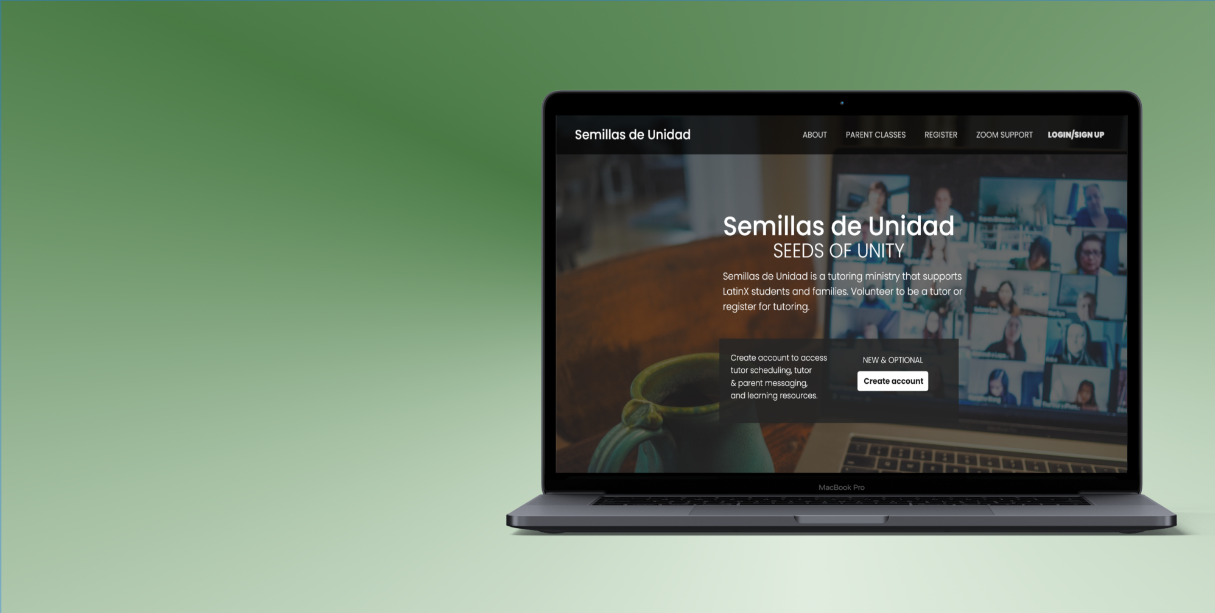 Semillas de Unidad
ABOUT PARENT CLASSES REGISTER ZOOM SUPPORT LOGIN/SIGN UP
Semillas de Unidad
SEEDS OF UNITY
Semillas de Unidad is a tutoring ministry that supports
LatinX students and families. Volunteer to be a tutor or
register for tutoring.
Create account to access
tutor scheduling, tutor
& parent messaging,
and learning resources.
NEW & OPTIONAL
Create account
MacBook Pro